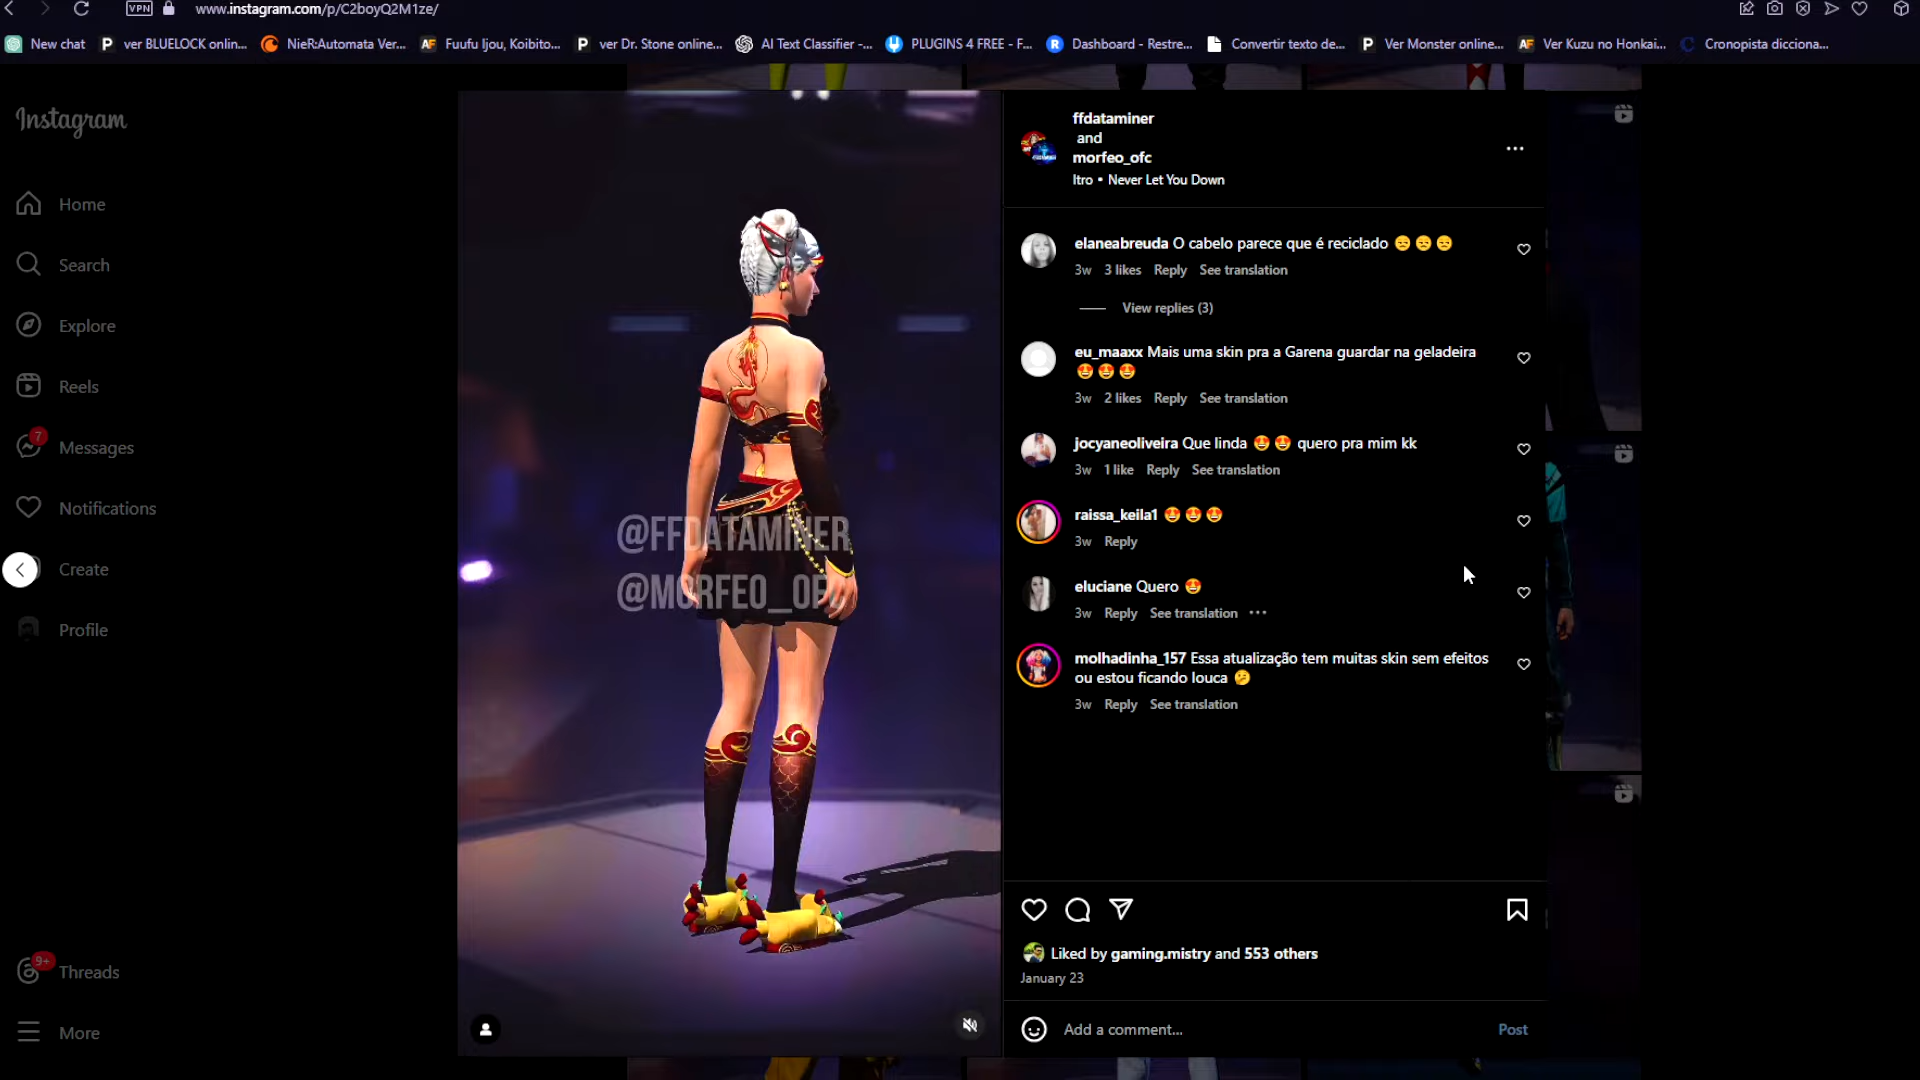 VPN
www.instagram.com/p/C2boyQ2M1ze/
New chat
ver BLUELOCK onlin...
NieR:Automata Ver...
Fuufu Ijou, Koibito...
ver Dr. Stone online...
AI Text Classifier -...
PLUGINS 4 FREE - F...
Dashboard - Restre...
Convertir texto de...
Ver Monster online...
Ver Kuzu no Honkai...
Cronopista dicciona...
Instagram
Home
Search
Explore
Reels
7
Messages
Notifications
Create
Profile
9+
Threads
More
@FFDATAMINER
@MORFEO_OFC
ffdataminer
and
morfeo_ofc
Itro • Never Let You Down
elaneabreuda O cabelo parece que é reciclado 😒😒😒
3w 3 likes Reply See translation
View replies (3)
eu_maaxx Mais uma skin pra a Garena guardar na geladeira
😍😍😍
3w 2 likes Reply See translation
jocyaneoliveira Que linda 😍😍 quero pra mim kk
3w 1 like Reply See translation
raissa_keila1 😍😍😍
3w Reply
eluciane Quero 😍
3w Reply See translation ...
molhadinha_157 Essa atualização tem muitas skin sem efeitos
ou estou ficando louca 🤔
3w Reply See translation
Liked by gaming.mistry and 553 others
January 23
Add a comment...
Post